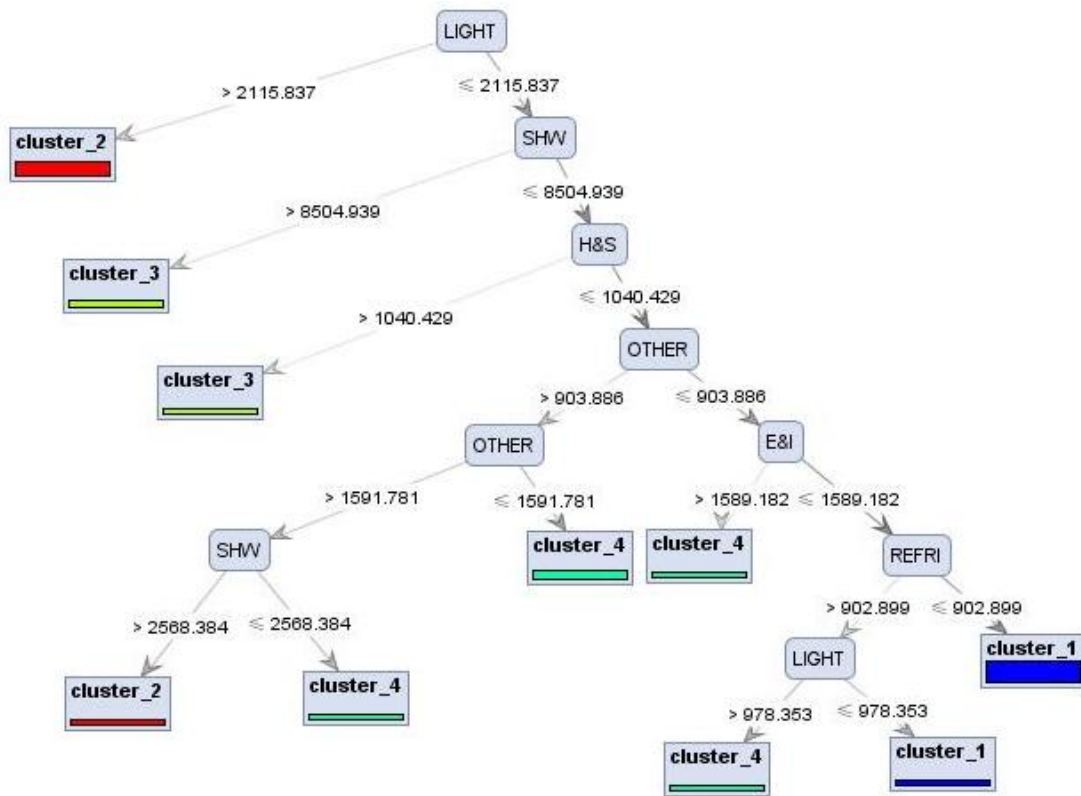 LIGHT
> 2115.837
≤ 2115.837
cluster_2
SHW
> 8504.939
≤ 8504.939
cluster_3
H&S
> 1040.429
≤ 1040.429
cluster_3
OTHER
> 903.886
≤ 903.886
OTHER
E&I
> 1591.781
≤ 1591.781
> 1589.182
≤ 1589.182
SHW
cluster_4
cluster_4
REFRI
> 2568.384
≤ 2568.384
> 902.899
≤ 902.899
LIGHT
cluster_1
cluster_2
cluster_4
> 978.353
≤ 978.353
cluster_4
cluster_1